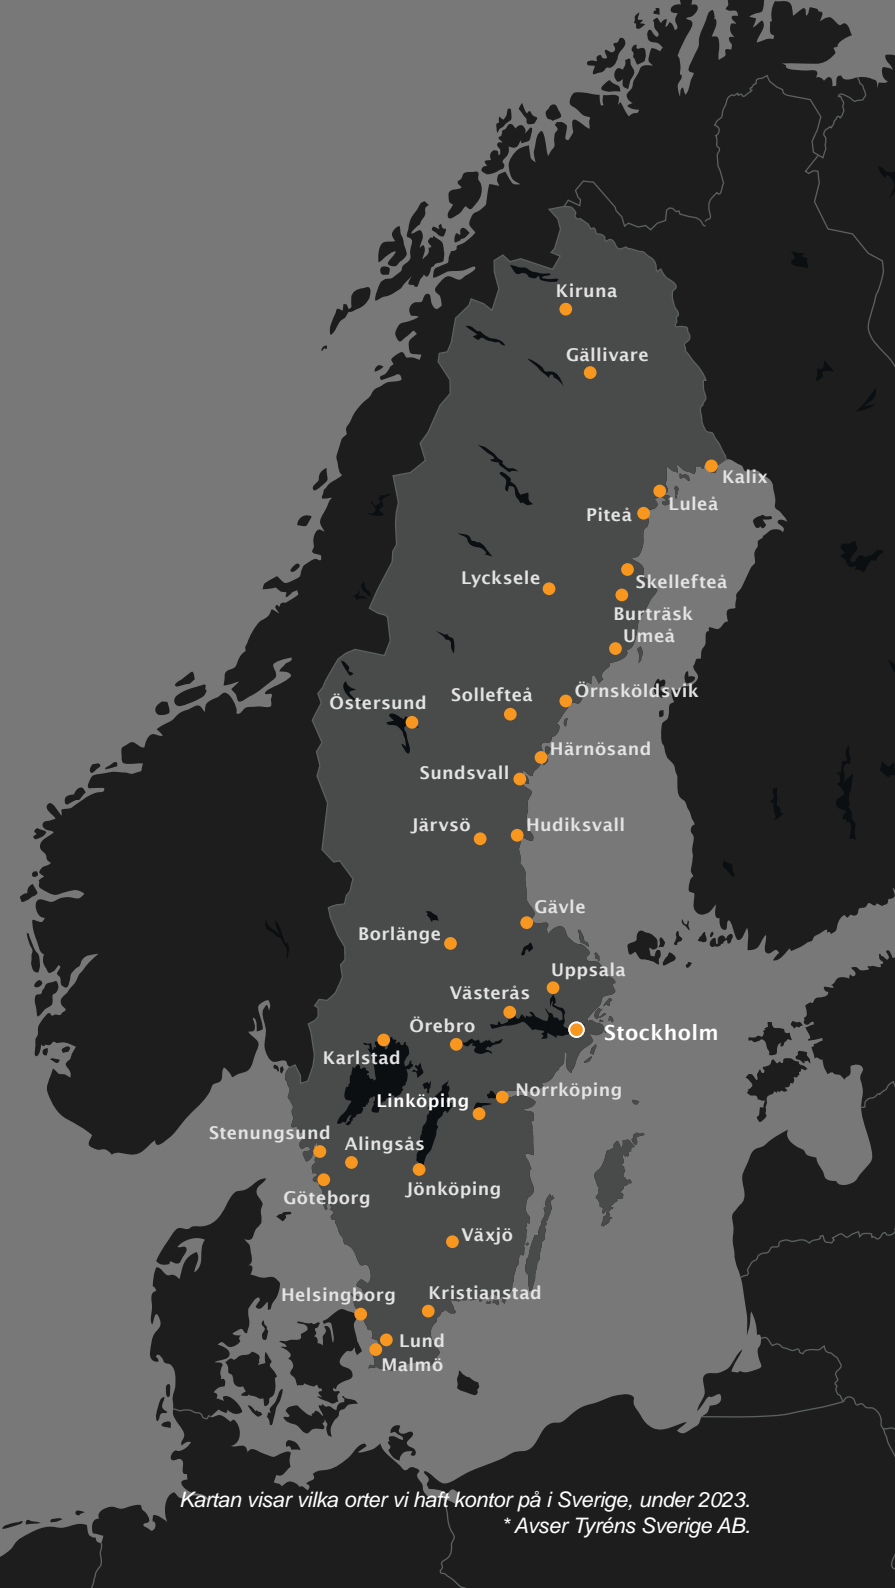 Kiruna
Gällivare
Kalix
Luleå
Piteå
Skellefteå
Lycksele
Burträsk
Umeå
Örnsköldsvik
Sollefteå
Östersund
Härnösand
Sundsvall
Järvsö
Hudiksvall
Gävle
Borlänge
Uppsala
Västerås
Örebro
Stockholm
Karlstad
Norrköping
Linköping
Stenungsund
Alingsås
Jönköping
Göteborg
Växjö
Kristianstad
Helsingborg
Lund
Malmö
Kartan visar vilka orter vi haft kontor på i Sverige, under 2023.
* Avser Tyréns Sverige AB.